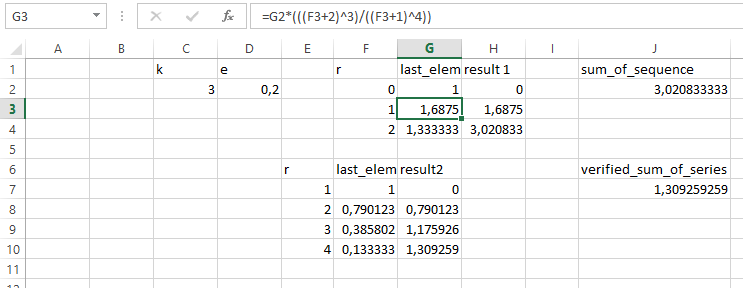 G3 fx =G2*(((F3+2)^3)/((F3+1)^4))
A B C D E F G H I J
1 k e r last_elem result 1 sum_of_sequence
2 3 0,2 0 1 0 3,020833333
3 1 1,6875 1,6875
4 2 1,333333 3,020833
5
6 r last_elem result2 verified_sum_of_series
7 1 1 0 1,309259259
8 2 0,790123 0,790123
9 3 0,385802 1,175926
10 4 0,133333 1,309259
11